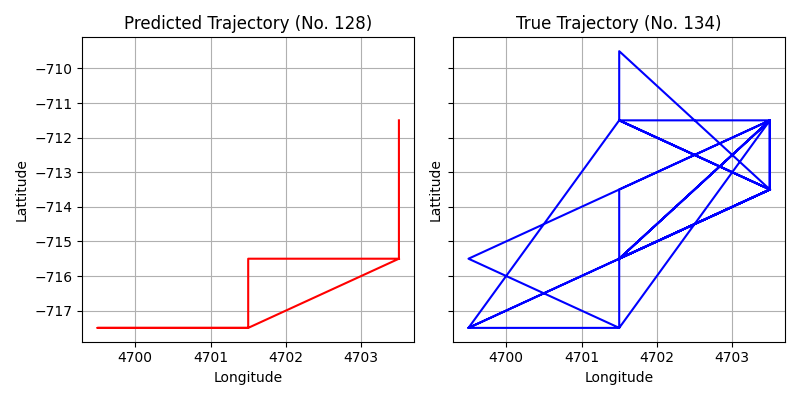 Predicted Trajectory (No. 128)
Lattitude
−710
−711
−712
−713
−714
−715
−716
−717
4700 4701 4702 4703
Longitude
True Trajectory (No. 134)
Lattitude
4700 4701 4702 4703
Longitude